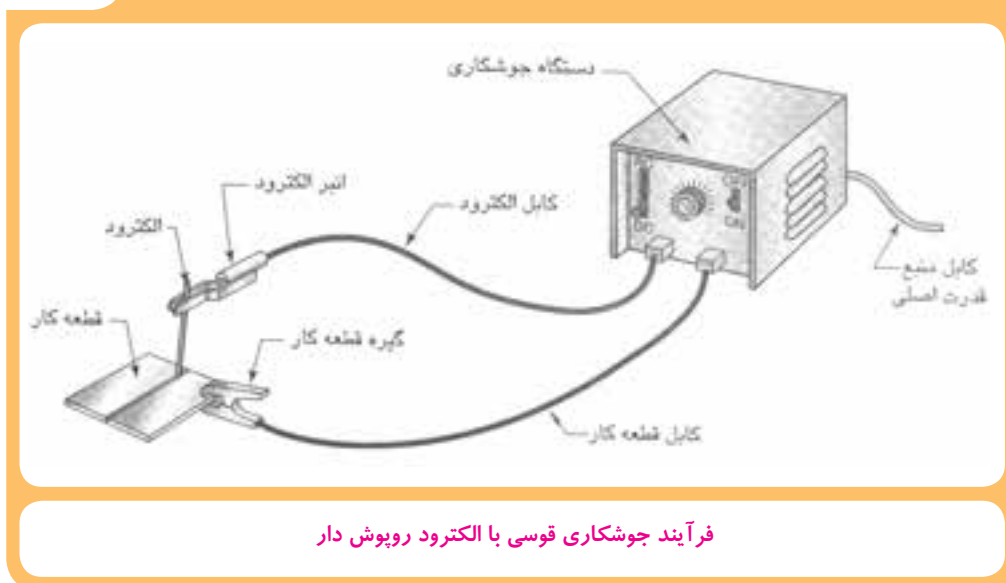 دستگاه جوشکاری
انبر الکترود
کابل الکترود
الکترود
کابل منبع
قدرت اصلی
قطعه کار
گیره قطعه کار
کابل قطعه کار
فرآیند جوشکاری قوسی با الکترود روپوش دار